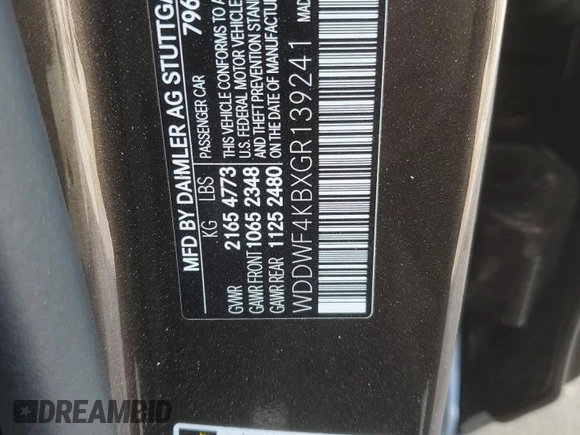 MFD BY DAIMLER AG STUTTGA
796
KG LBS PASSENGER CAR
GVWR 2165 4773 THIS VEHICLE CONFORMS TO A
GAWR FRONT 1065 2348 U.S. FEDERAL MOTOR VEHICLE
GAWR REAR 1125 2480 AND THEFT PREVENTION STAN
ON THE DATE OF MANUFACT
WDDWF4KBXGR139241
DREAMBID